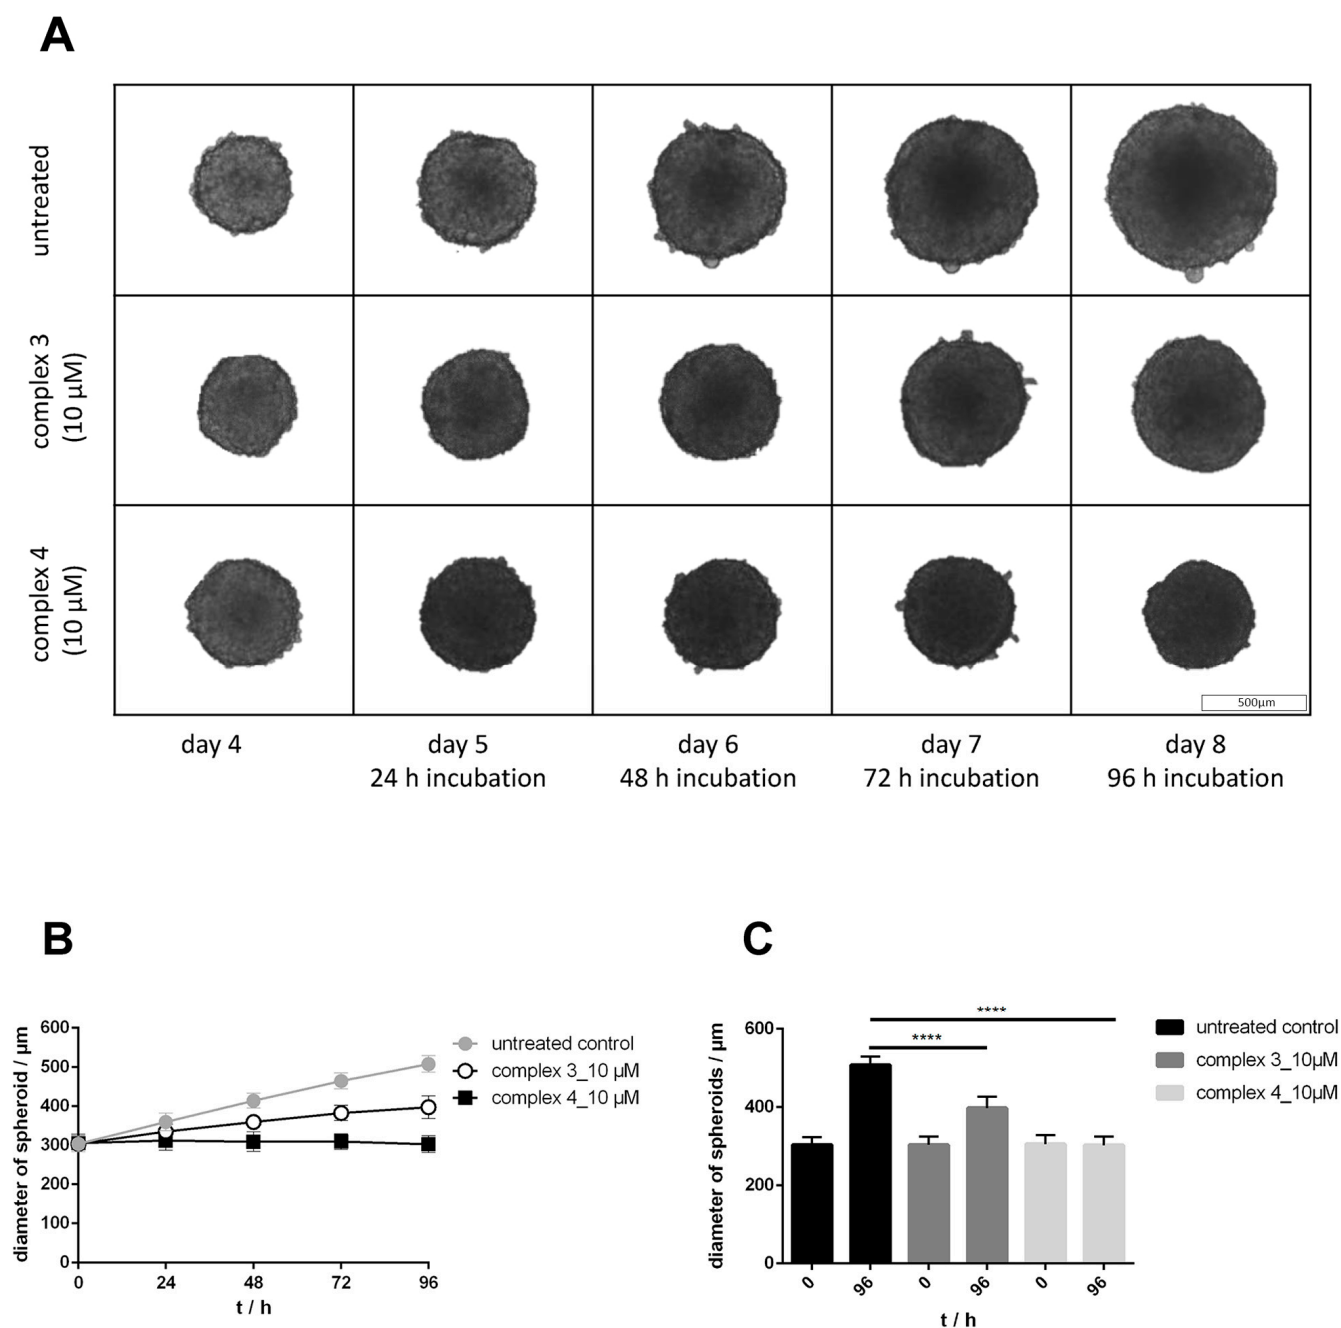 A
untreated
complex 3
(10 µM)
complex 4
(10 µM)
500µm
day 4
day 5
day 6
day 7
day 8
24 h incubation
48 h incubation
72 h incubation
96 h incubation
B
diameter of spheroid / µm
600
500
400
300
200
100
0
0
24
48
72
96
t / h
untreated control
complex 3_10 µM
complex 4_10 µM
C
diameter of spheroids / µm
600
400
200
0
****
****
0
96
0
96
0
96
t / h
untreated control
complex 3_10µM
complex 4_10µM